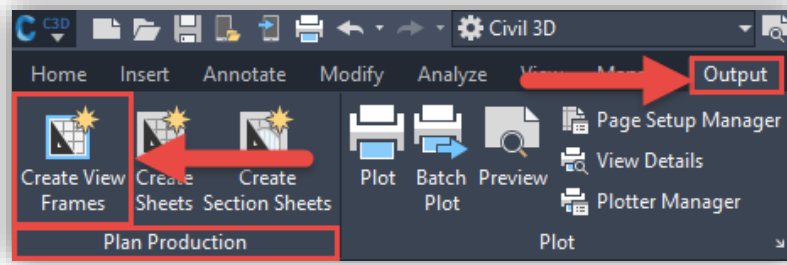 C C3D Civil 3D
Home Insert Annotate Modify Analyze Output
Create View Frames
Create Sheets
Create Section Sheets
Plot
Batch Plot
Preview
Page Setup Manager
View Details
Plotter Manager
Plan Production
Plot